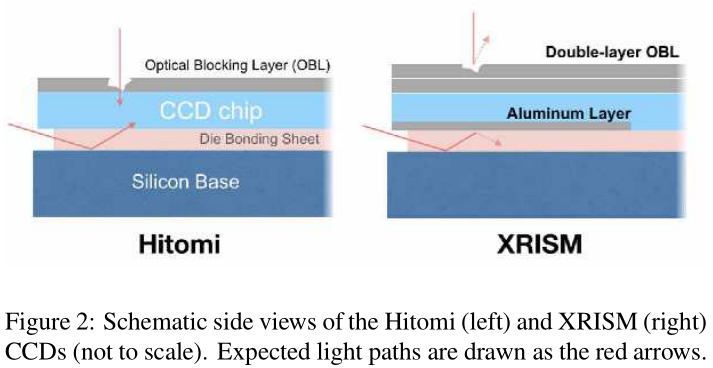 Optical Blocking Layer (OBL)
CCD chip
Die Bonding Sheet
Silicon Base
Hitomi
Double-layer OBL
Aluminum Layer
XRISM
Figure 2: Schematic side views of the Hitomi (left) and XRISM (right)
CCDs (not to scale). Expected light paths are drawn as the red arrows.